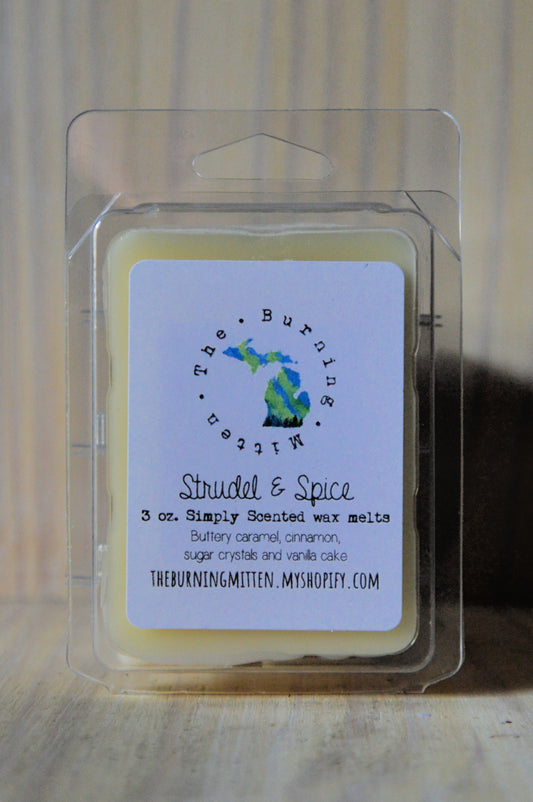 The • Burning • Mitten •
Strudel & Spice
3 oz. Simply Scented wax melts
Buttery caramel, cinnamon,
sugar crystals and vanilla cake
THEBURNINGMITTEN.MYSHOPIFY.COM